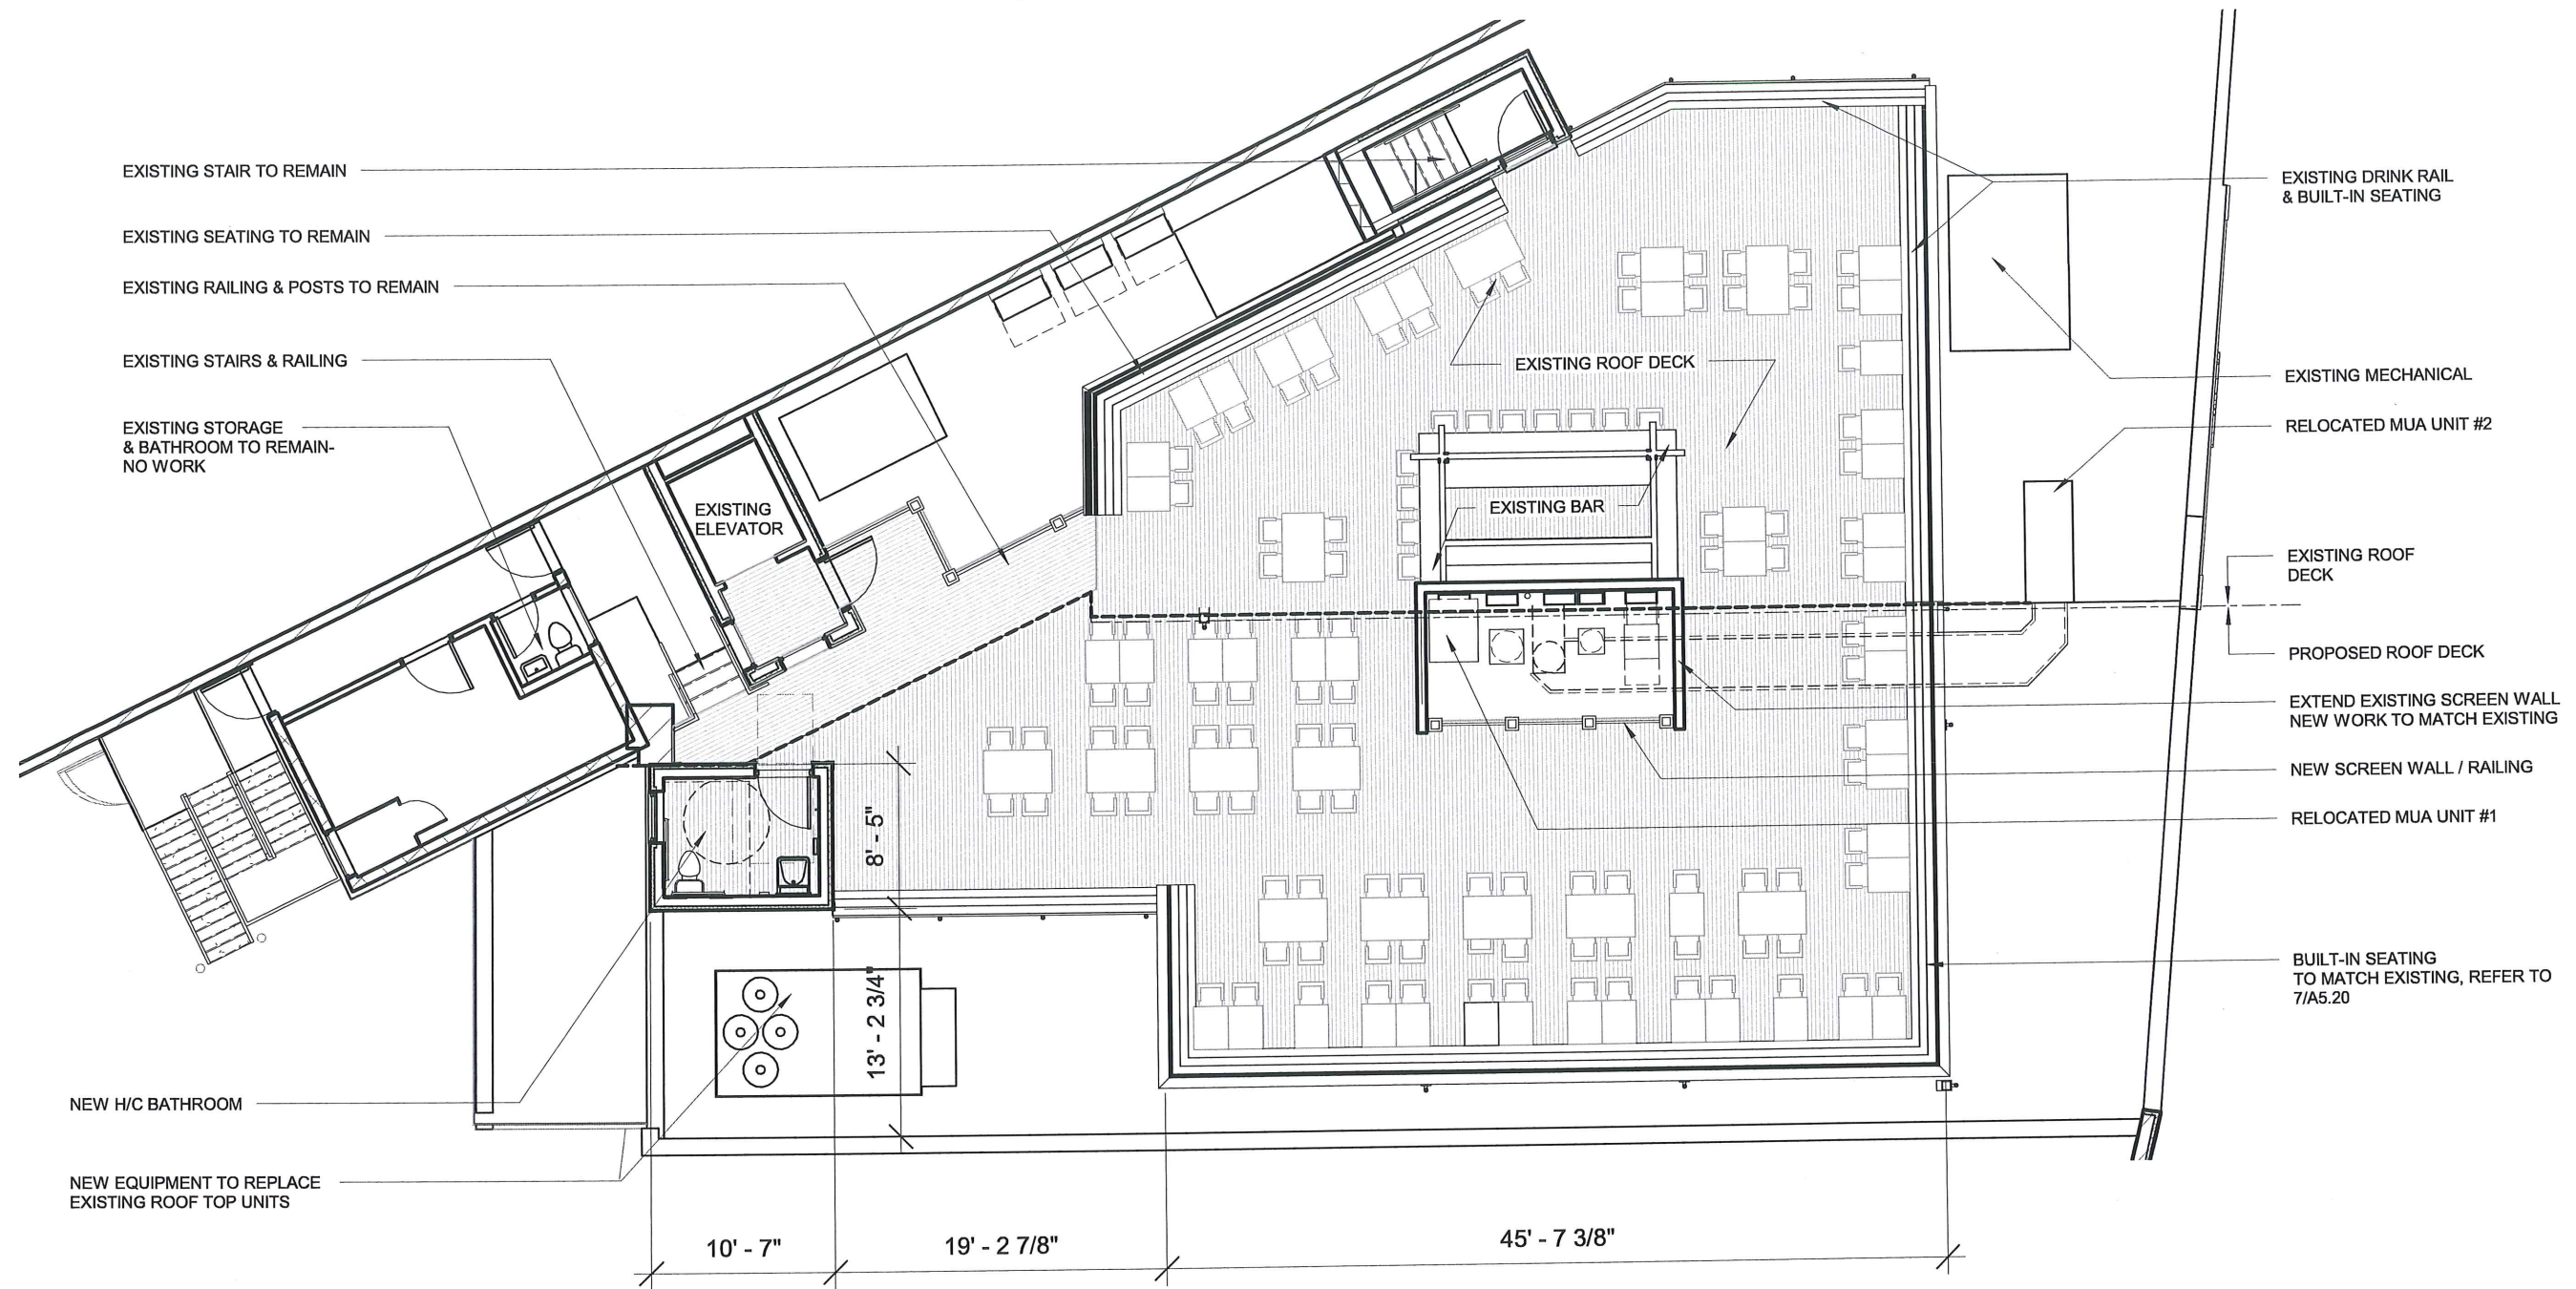 EXISTING STAIR TO REMAIN
EXISTING SEATING TO REMAIN
EXISTING RAILING & POSTS TO REMAIN
EXISTING STAIRS & RAILING
EXISTING STORAGE
& BATHROOM TO REMAIN-
NO WORK
EXISTING
ELEVATOR
EXISTING ROOF DECK
EXISTING BAR
EXISTING DRINK RAIL
& BUILT-IN SEATING
EXISTING MECHANICAL
RELOCATED MUA UNIT #2
EXISTING ROOF
DECK
PROPOSED ROOF DECK
EXTEND EXISTING SCREEN WALL
NEW WORK TO MATCH EXISTING
NEW SCREEN WALL / RAILING
RELOCATED MUA UNIT #1
BUILT-IN SEATING
TO MATCH EXISTING, REFER TO
7/A5.20
8' - 5"
13' - 2 3/4"
NEW H/C BATHROOM
NEW EQUIPMENT TO REPLACE
EXISTING ROOF TOP UNITS
10' - 7"
19' - 2 7/8"
45' - 7 3/8"